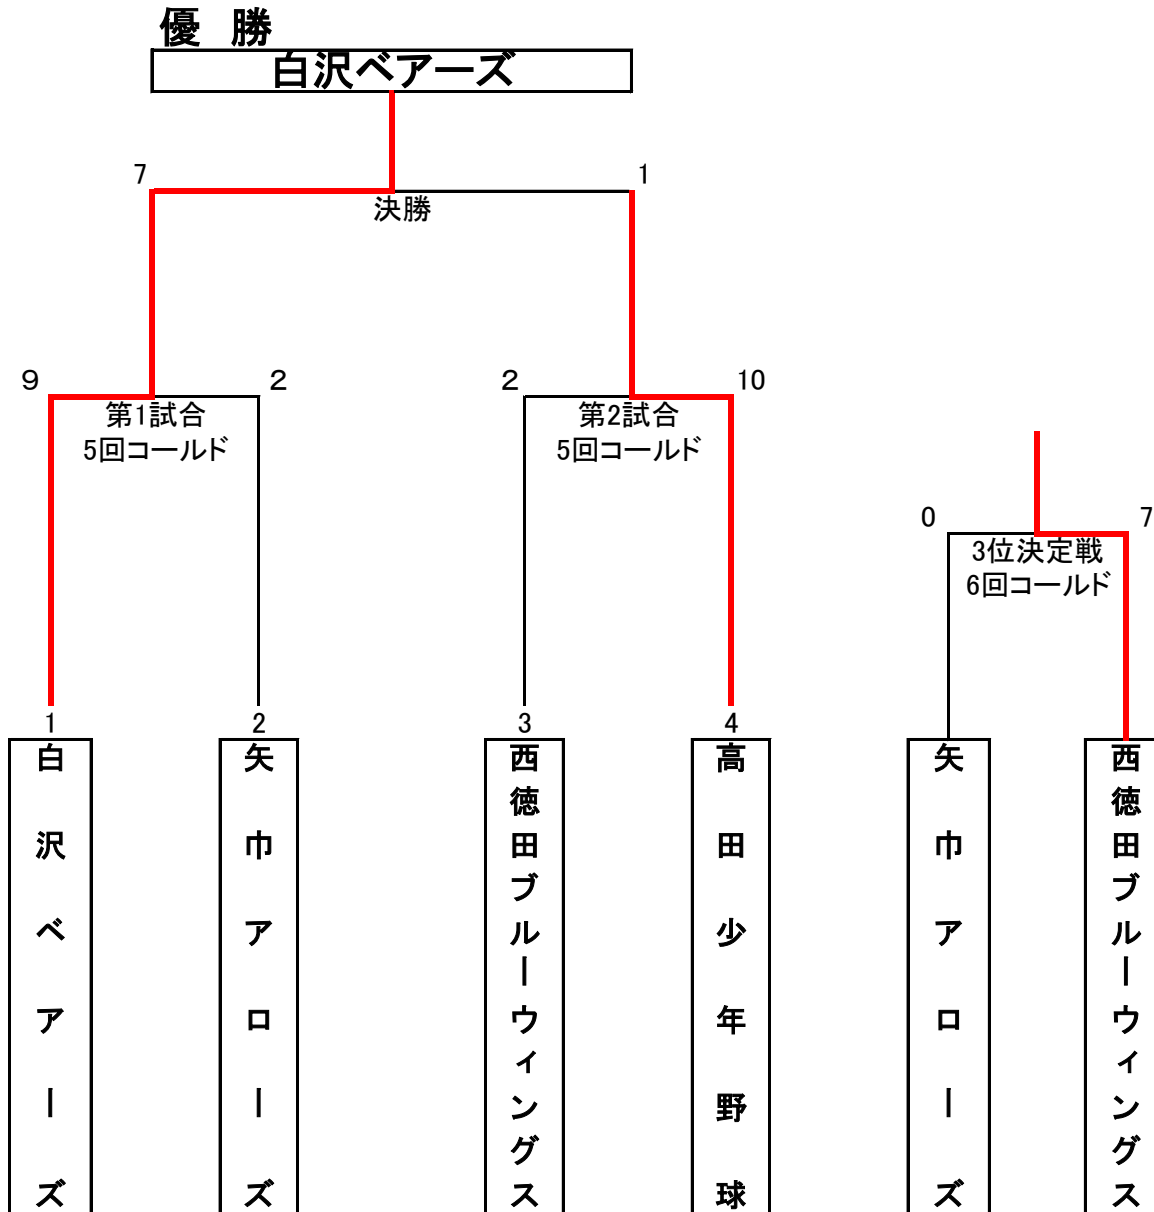 優 勝
白沢ベアーズ
7
1
決勝
9
2
2
10
第1試合
5回コールド
第2試合
5回コールド
0
7
3位決定戦
6回コールド
1
2
3
4
白沢ベアーズ
矢巾アローズ
西徳田ブルーウィングス
高田少年野球
矢巾アローズ
西徳田ブルーウィングス